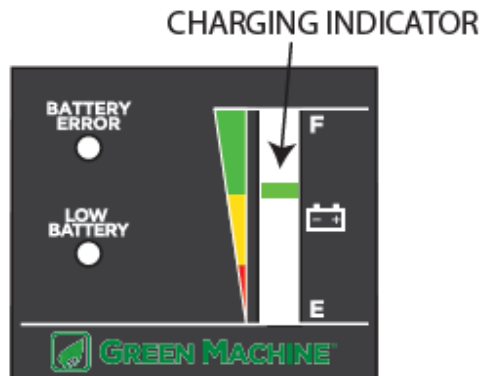 CHARGING INDICATOR
BATTERY
ERROR
F
LOW
BATTERY
- +
E
GREEN MACHINE